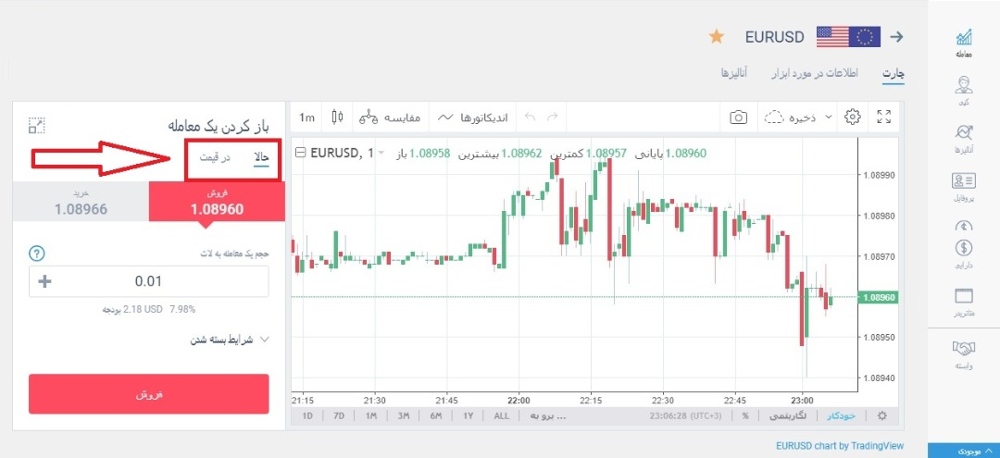 EURUSD
چارت اطلاعات در مورد ابزار آنالیزها
معامله
کپی
آنالیزها
پروفایل
دارایی
متاتریدر
وابسته
موجودی
باز کردن یک معامله
حالا در قیمت
فروش
1.08960
خرید
1.08966
حجم یک معامله به لات
?
+ 0.01
بودجه 2.18 USD 7.98%
شرایط بسته شدن
فروش
1m مقایسه اندیکاتورها ذخیره
EURUSD, 1 باز 1.08958 بیشترین 1.08962 کمترین 1.08957 پایانی 1.08960
1.08990
1.08980
1.08970
1.08960
1.08950
1.08940
21:15 21:30 21:45 22:00 22:15 22:30 22:45 23:00
1D 7D 1M 3M 6M 1Y ALL برو به ... 23:06:28 (UTC+3) % لگاریتمی خودکار
EURUSD chart by TradingView